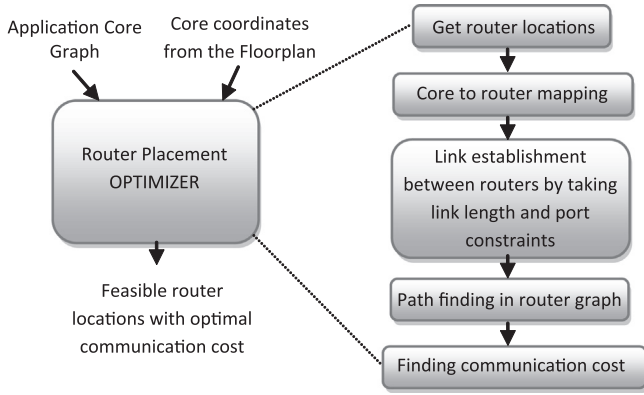 Application Core
Graph
Core coordinates
from the Floorplan
Router Placement
OPTIMIZER
Feasible router
locations with optimal
communication cost
Get router locations
Core to router mapping
Link establishment
between routers by taking
link length and port
constraints
Path finding in router graph
Finding communication cost